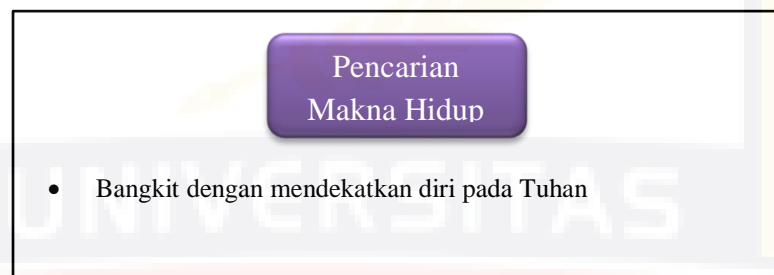 Pencarian
Makna Hidup
• Bangkit dengan mendekatkan diri pada Tuhan
UNIVERSITAS